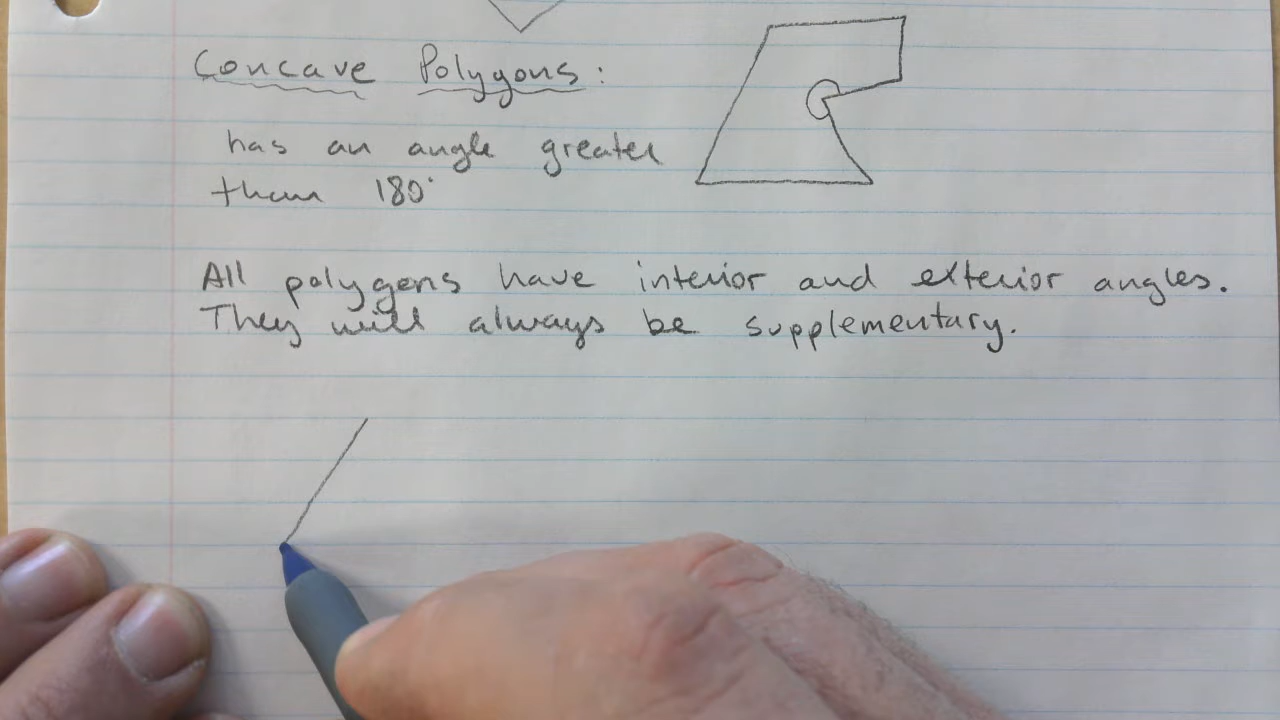 Concave Polygons:
has an angle greater
than 180°
All polygons have interior and exterior angles.
They will always be supplementary.